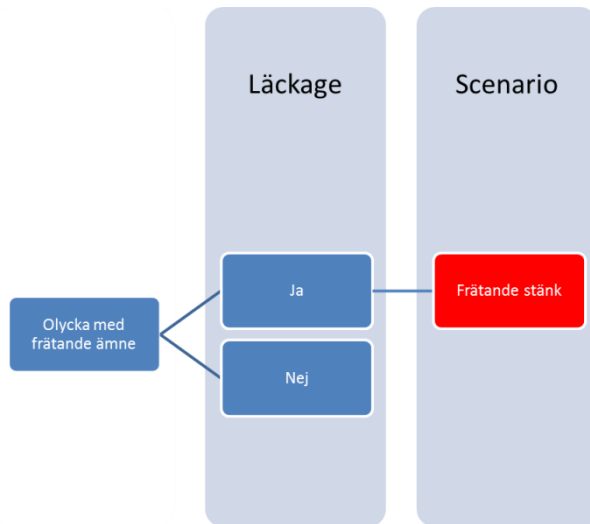 Läckage
Scenario
Ja
Frätande stänk
Olycka med
frätande ämne
Nej